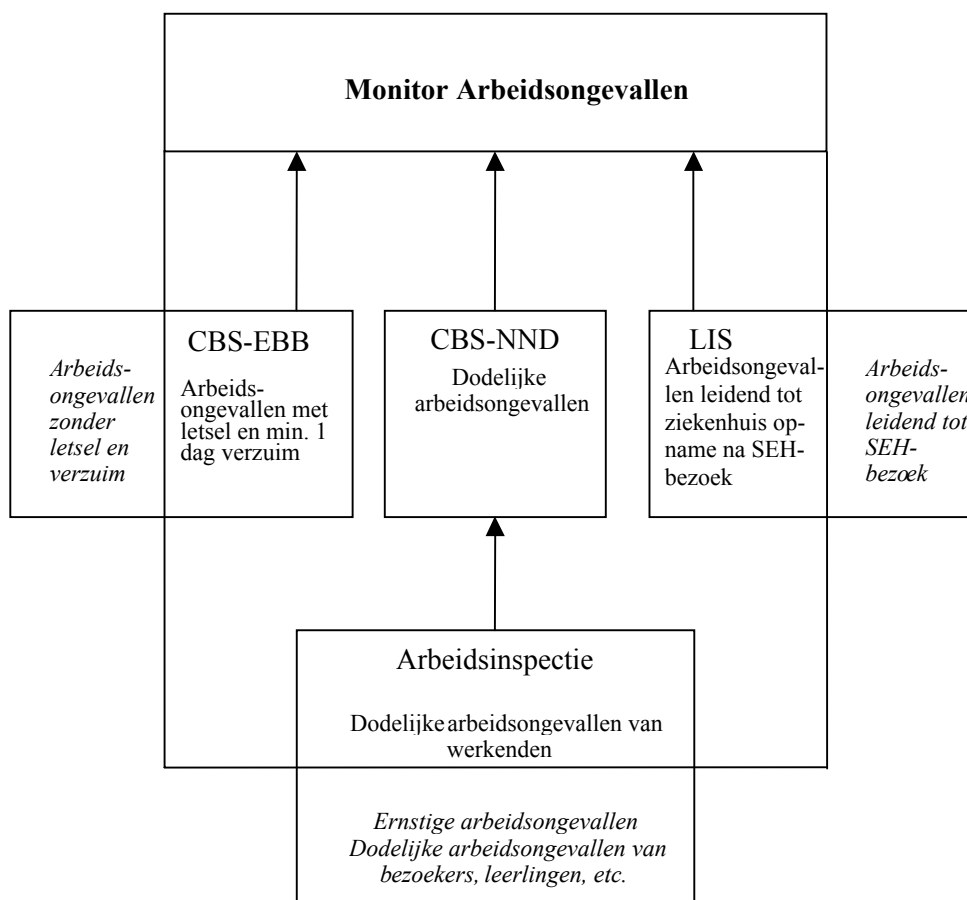 Monitor Arbeidsongevallen
Arbeids-
ongevallen
zonder
letsel en
verzuim
CBS-EBB
Arbeids-
ongevallen met
letsel en min. 1
dag verzuim
CBS-NND
Dodelijke
arbeidsongevallen
LIS
Arbeidsongeval-
len leidend tot
ziekenhuis op-
name na SEH-
bezoek
Arbeids-
ongevallen
leidend tot
SEH-
bezoek
Arbeidsinspectie
Dodelijke arbeidsongevallen van
werkenden
Ernstige arbeidsongevallen
Dodelijke arbeidsongevallen van
bezoekers, leerlingen, etc.